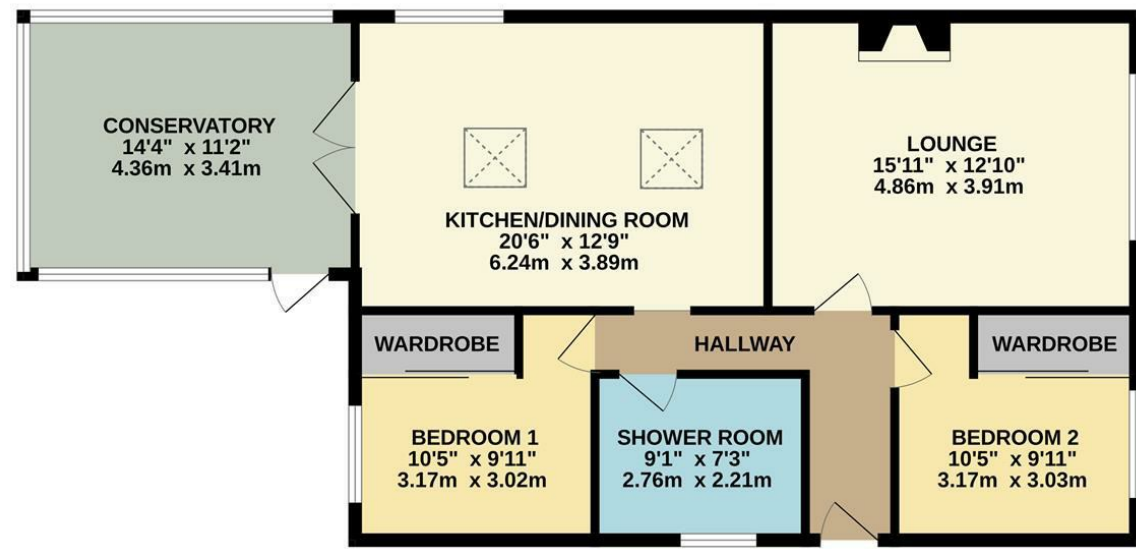 CONSERVATORY
14'4" x 11'2"
4.36m x 3.41m
LOUNGE
15'11" x 12'10"
4.86m x 3.91m
KITCHEN/DINING ROOM
20'6" x 12'9"
6.24m x 3.89m
WARDROBE
HALLWAY
WARDROBE
BEDROOM 1
10'5" x 9'11"
3.17m x 3.02m
SHOWER ROOM
9'1" x 7'3"
2.76m x 2.21m
BEDROOM 2
10'5" x 9'11"
3.17m x 3.03m